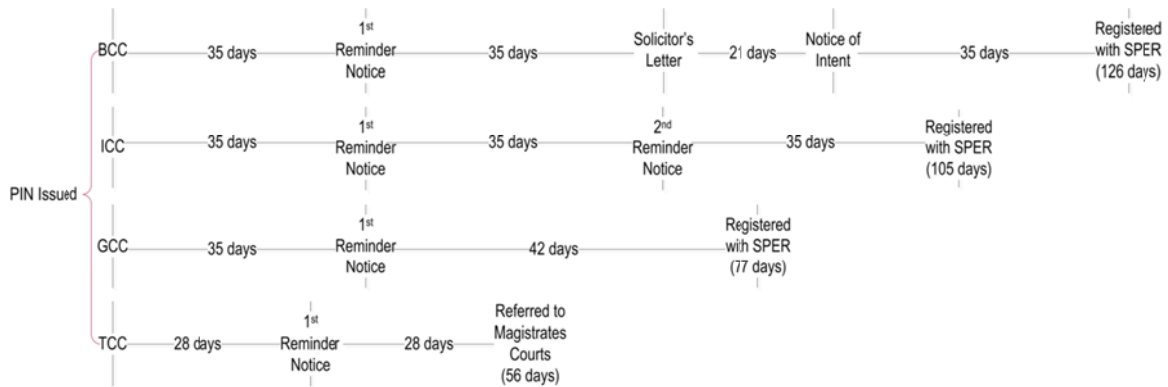 PIN Issued
BCC
35 days
1st
Reminder
Notice
35 days
Solicitor's
Letter
21 days
Notice of
Intent
35 days
Registered
with SPER
(126 days)
ICC
35 days
1st
Reminder
Notice
35 days
2nd
Reminder
Notice
35 days
Registered
with SPER
(105 days)
GCC
35 days
1st
Reminder
Notice
42 days
Registered
with SPER
(77 days)
TCC
28 days
1st
Reminder
Notice
28 days
Referred to
Magistrates
Courts
(56 days)